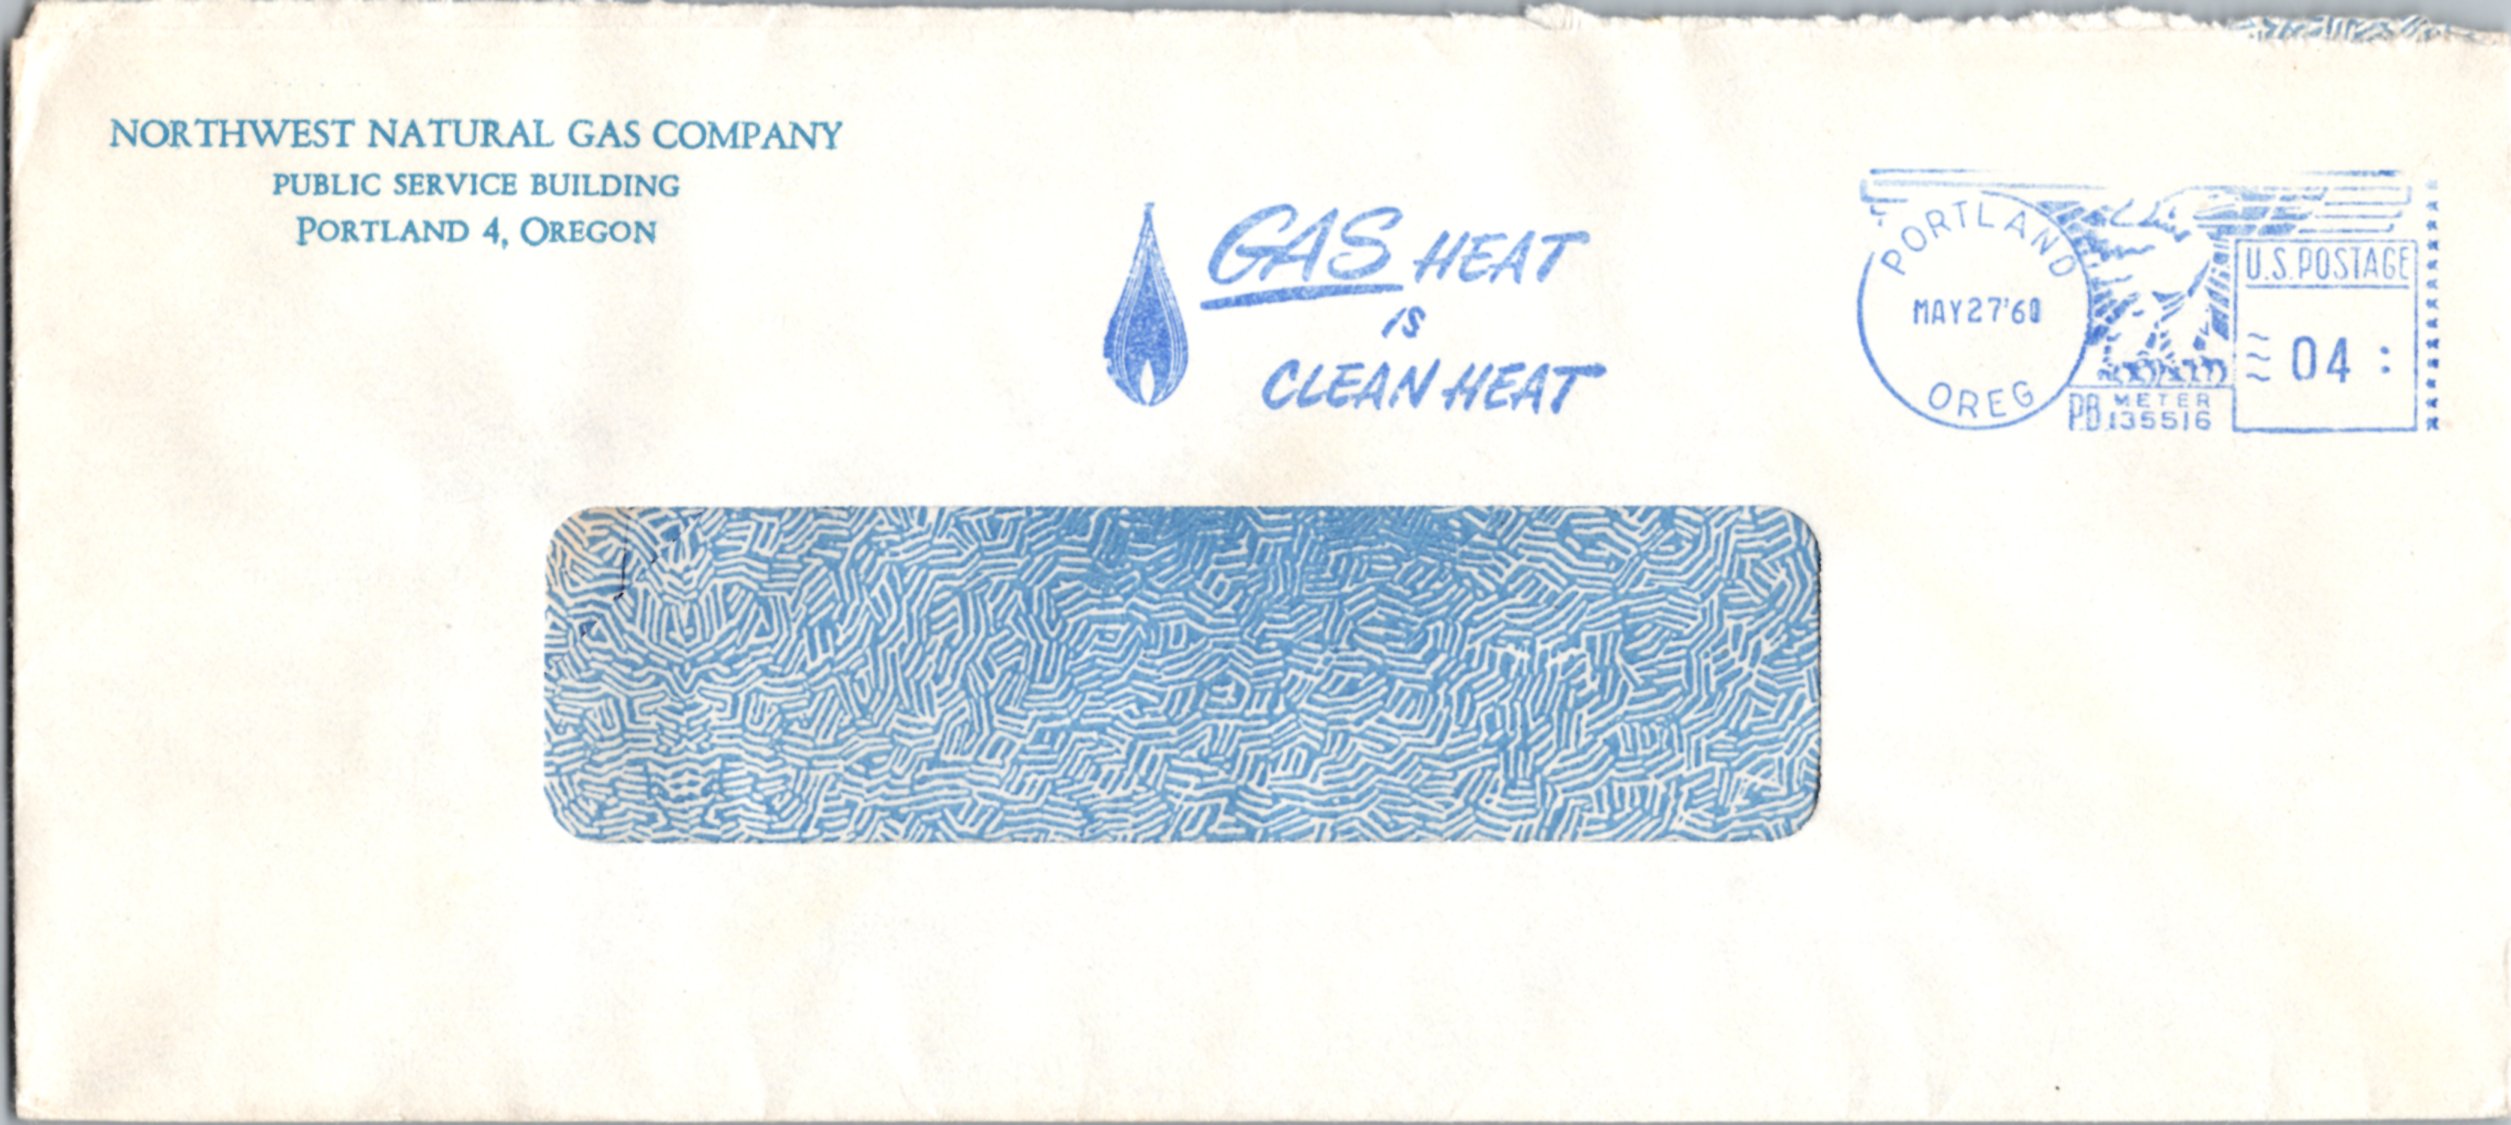 NORTHWEST NATURAL GAS COMPANY
PUBLIC SERVICE BUILDING
PORTLAND 4, OREGON
GAS HEAT
IS
CLEAN HEAT
PORTLAND
MAY 27 '60
OREG
PB METER
135516
U.S. POSTAGE
04